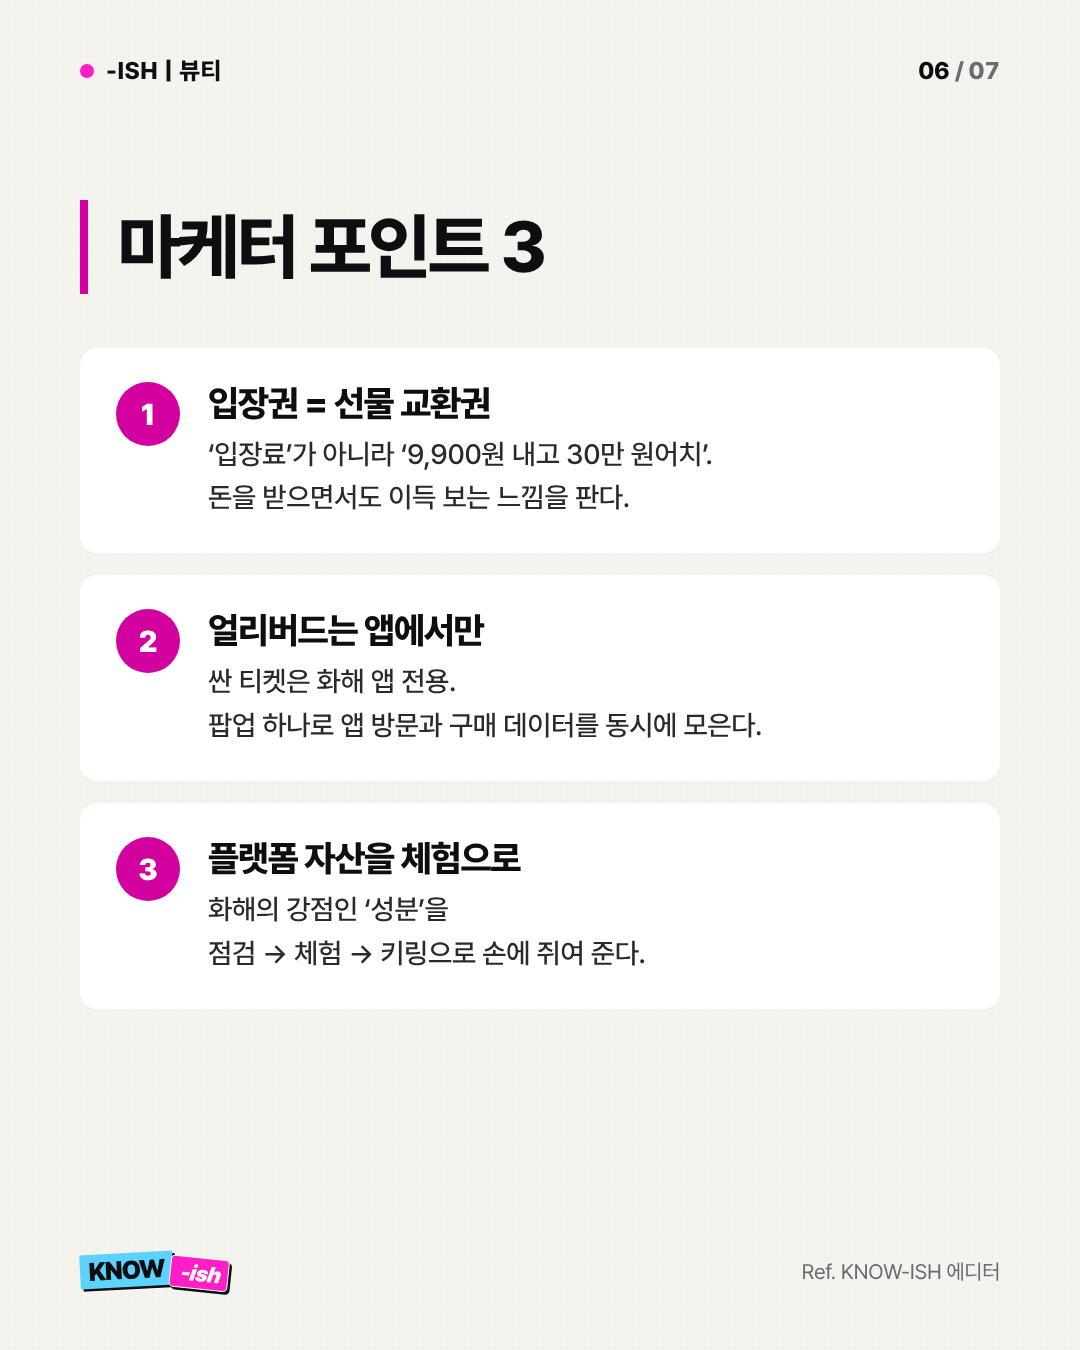 -ISH | 뷰티
06 / 07
마케터 포인트 3
1
입장권 = 선물 교환권
‘입장료’가 아니라 ‘9,900원 내고 30만 원어치’.
돈을 받으면서도 이득 보는 느낌을 판다.
2
얼리버드는 앱에서만
싼 티켓은 화해 앱 전용.
팝업 하나로 앱 방문과 구매 데이터를 동시에 모은다.
3
플랫폼 자산을 체험으로
화해의 강점인 ‘성분’을
점검 → 체험 → 키링으로 손에 쥐여 준다.
KNOW -ish
Ref. KNOW-ISH 에디터